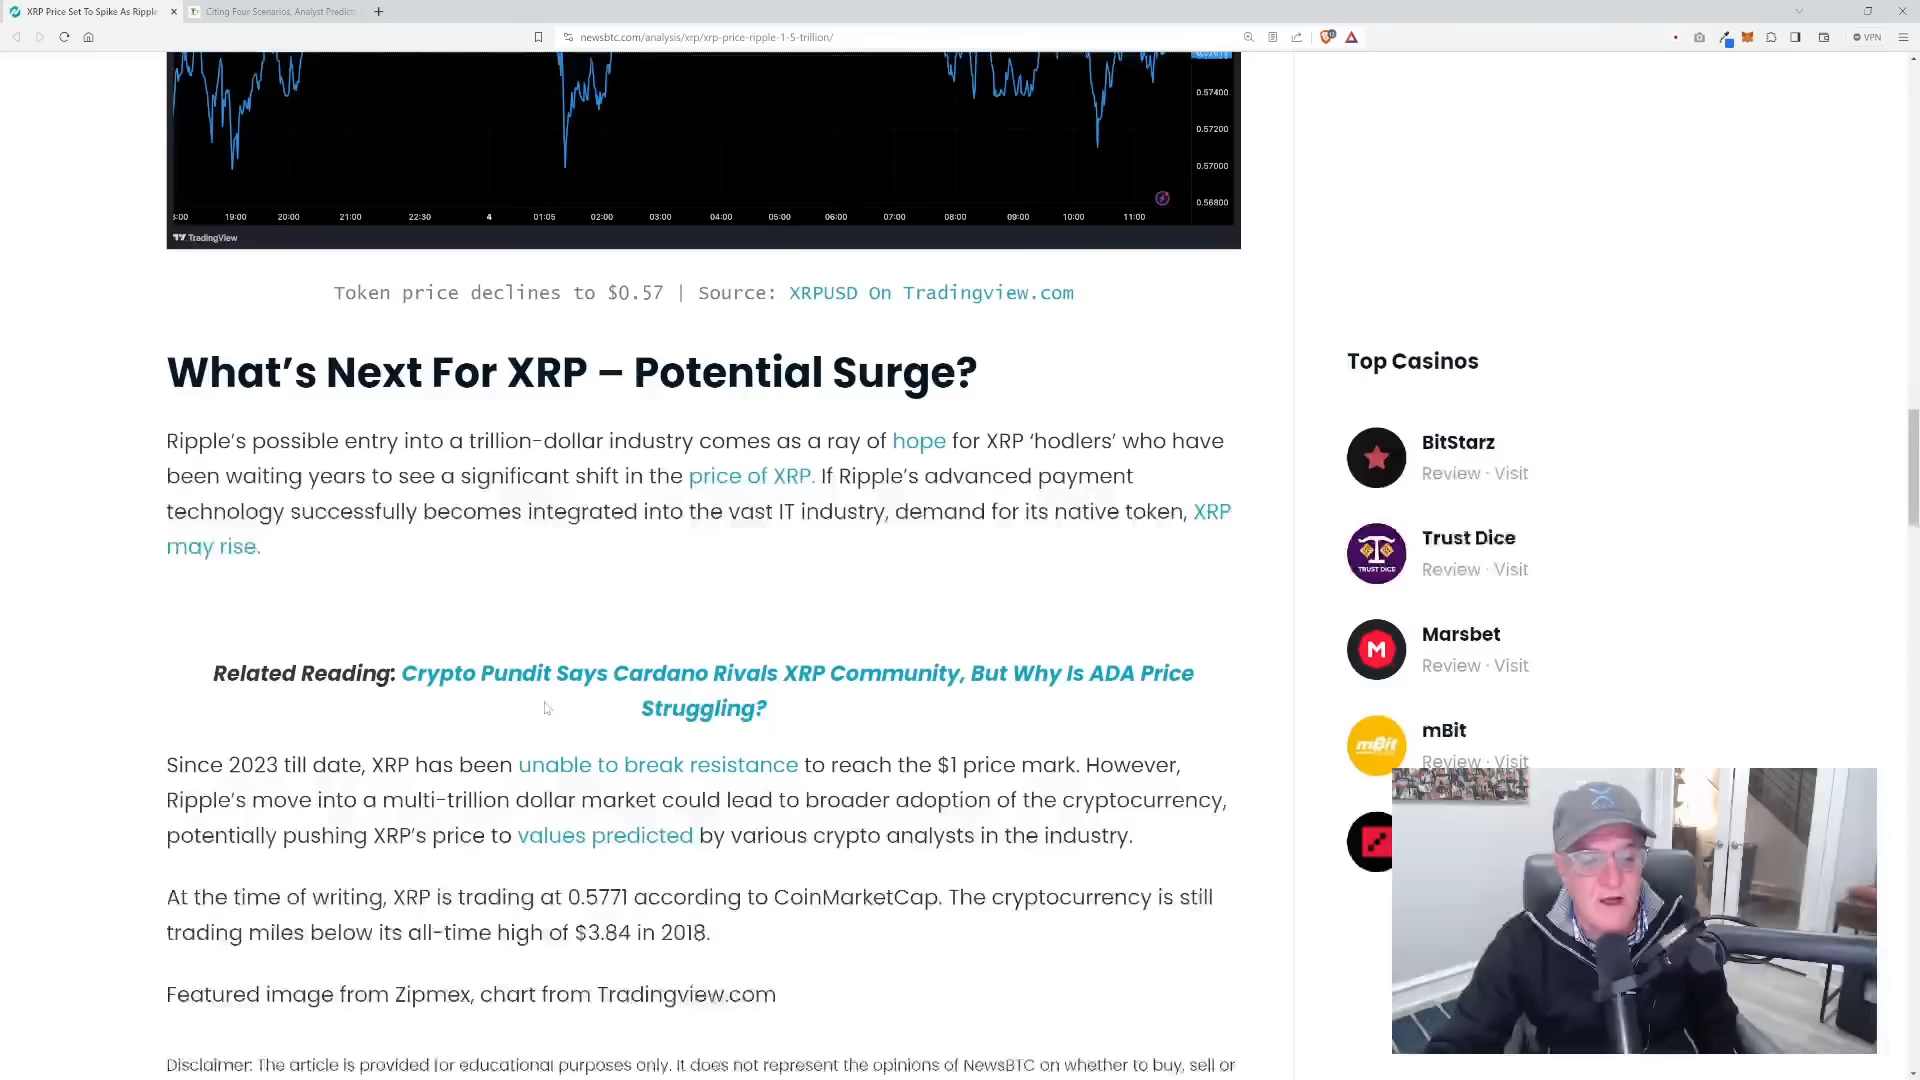 XRP Price Set To Spike As Ripple
Citing Four Scenarios, Analyst Predict
newsbtc.com/analysis/xrp/xrp-price-ripple-1-5-trillion/
VPN
0.57400
0.57200
0.57000
0.56800
19:00 20:00 21:00 22:30 4 01:05 02:00 03:00 04:00 05:00 06:00 07:00 08:00 09:00 10:00 11:00
TradingView
Token price declines to $0.57 | Source: XRPUSD On Tradingview.com
What's Next For XRP – Potential Surge?
Ripple's possible entry into a trillion-dollar industry comes as a ray of hope for XRP 'hodlers' who have
been waiting years to see a significant shift in the price of XRP. If Ripple's advanced payment
technology successfully becomes integrated into the vast IT industry, demand for its native token, XRP
may rise.
Related Reading: Crypto Pundit Says Cardano Rivals XRP Community, But Why Is ADA Price
Struggling?
Since 2023 till date, XRP has been unable to break resistance to reach the $1 price mark. However,
Ripple's move into a multi-trillion dollar market could lead to broader adoption of the cryptocurrency,
potentially pushing XRP's price to values predicted by various crypto analysts in the industry.
At the time of writing, XRP is trading at 0.5771 according to CoinMarketCap. The cryptocurrency is still
trading miles below its all-time high of $3.84 in 2018.
Featured image from Zipmex, chart from Tradingview.com
Disclaimer: The article is provided for educational purposes only. It does not represent the opinions of NewsBTC on whether to buy, sell or
Top Casinos
BitStarz
Review · Visit
TRUST DICE
Trust Dice
Review · Visit
M
Marsbet
Review · Visit
mBit
mBit
Review · Visit